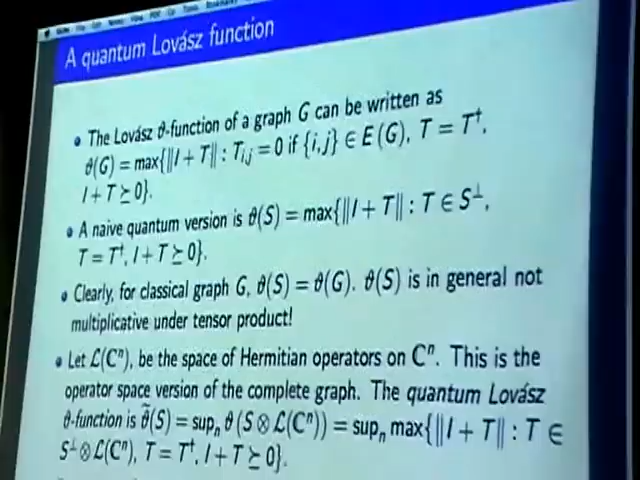 A quantum Lovász function
• The Lovász ϑ-function of a graph G can be written as
ϑ(G) = max{‖I + T‖ : T_{i,j} = 0 if {i,j} ∈ E(G), T = T†,
I + T ⪰ 0}.
• A naive quantum version is ϑ(S) = max{‖I + T‖ : T ∈ S^⊥,
T = T†, I + T ⪰ 0}.
• Clearly, for classical graph G, ϑ(S) = ϑ(G). ϑ(S) is in general not
multiplicative under tensor product!
• Let ℒ(ℂⁿ), be the space of Hermitian operators on ℂⁿ. This is the
operator space version of the complete graph. The quantum Lovász
ϑ-function is ϑ̃(S) = sup_n ϑ(S ⊗ ℒ(ℂⁿ)) = sup_n max{‖I + T‖ : T ∈
S^⊥ ⊗ ℒ(ℂⁿ), T = T†, I + T ⪰ 0}.